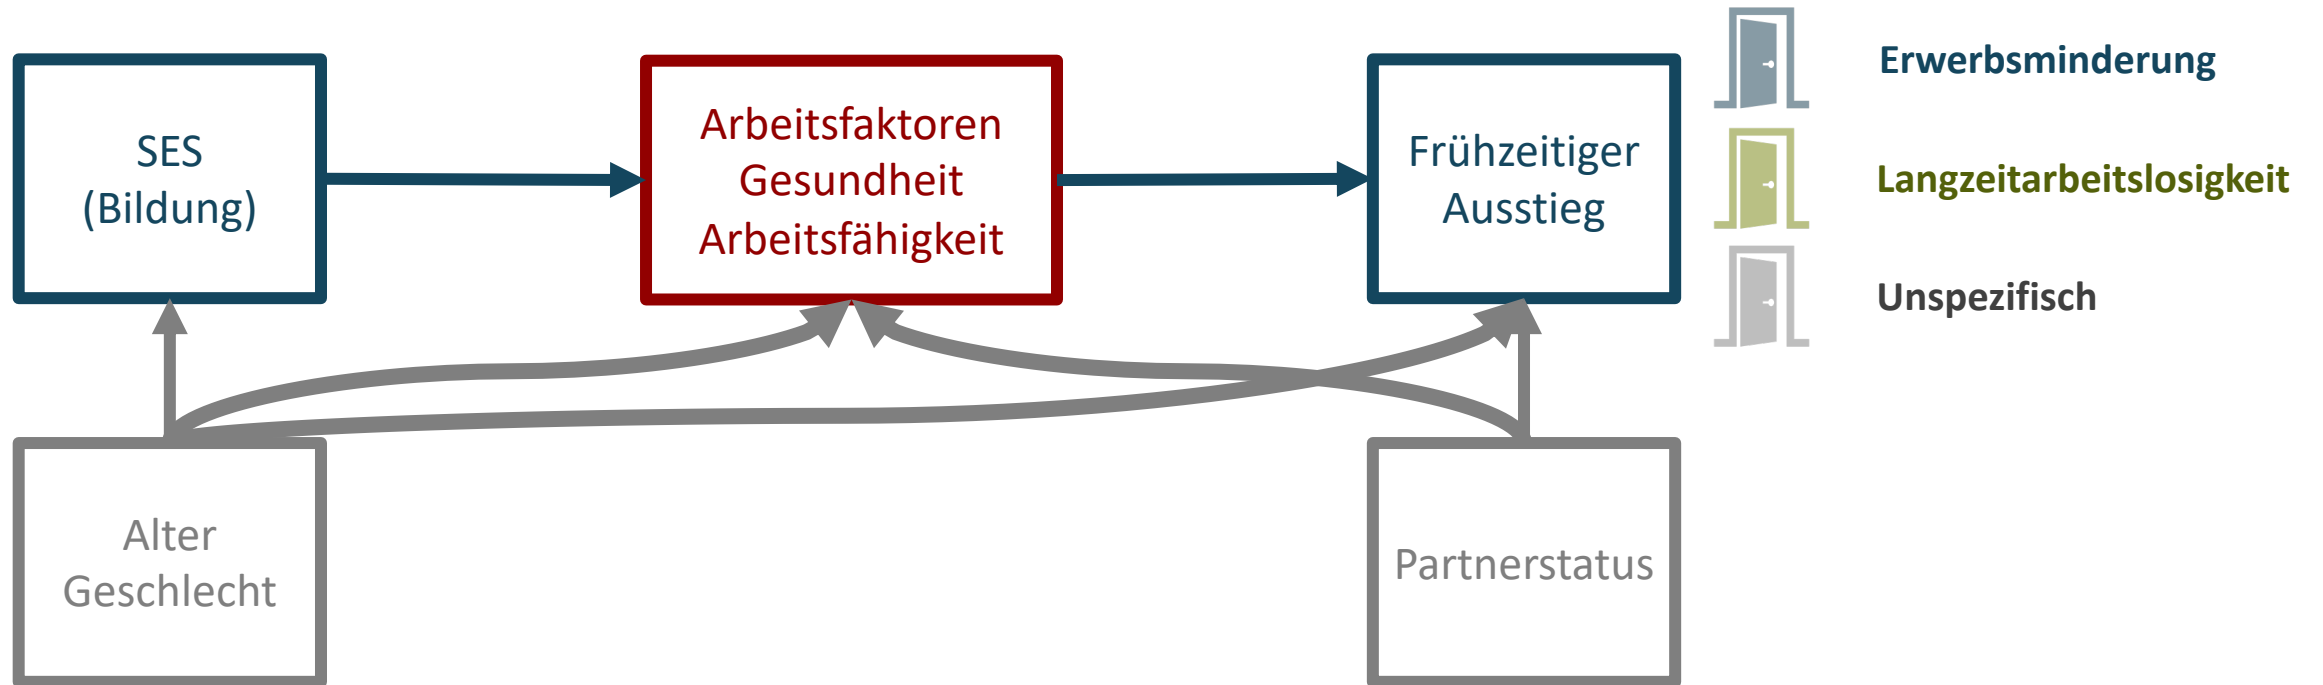 SES
(Bildung)
Arbeitsfaktoren
Gesundheit
Arbeitsfähigkeit
Frühzeitiger
Ausstieg
Erwerbsminderung
Langzeitarbeitslosigkeit
Unspezifisch
Alter
Geschlecht
Partnerstatus